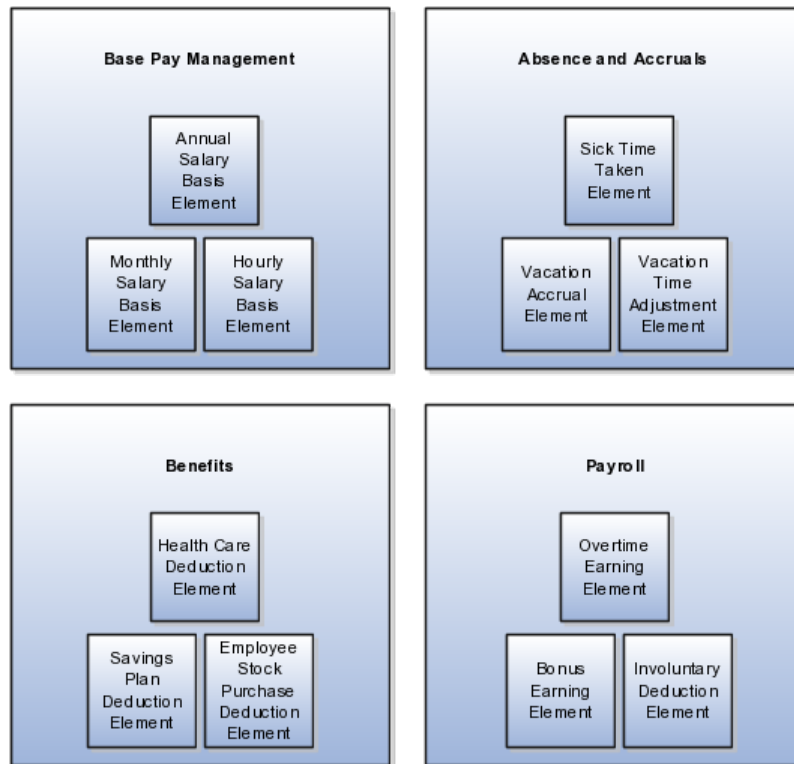 Base Pay Management
Annual
Salary
Basis
Element
Monthly
Salary
Basis
Element
Hourly
Salary
Basis
Element
Absence and Accruals
Sick Time
Taken
Element
Vacation
Accrual
Element
Vacation
Time
Adjustment
Element
Benefits
Health Care
Deduction
Element
Savings
Plan
Deduction
Element
Employee
Stock
Purchase
Deduction
Element
Payroll
Overtime
Earning
Element
Bonus
Earning
Element
Involuntary
Deduction
Element